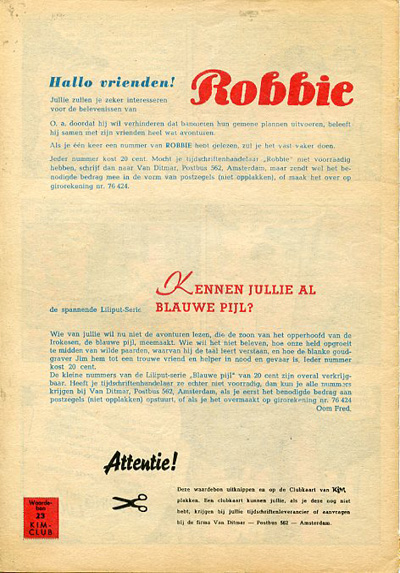 Hallo vrienden!
Robbie
Jullie zullen je zeker interesseren
voor de belevenissen van
O. a. doordat hij wil verhinderen dat bandieten hun gemene plannen uitvoeren, beleeft
hij samen met zijn vrienden heel wat avonturen.
Als je één keer een nummer van ROBBIE hebt gelezen, zul je het vast vaker doen.
Ieder nummer kost 20 cent. Mocht je tijdschriftenhandelaar „Robbie" niet voorradig
hebben, schrijf dan naar Van Ditmar, Postbus 562, Amsterdam, maar zendt wel het be-
nodigde bedrag mee in de vorm van postzegels (niet opplakken), of maak het over op
girorekening nr. 76 424.
KENNEN JULLIE AL
de spannende Liliput-Serie BLAUWE PIJL?
Wie van jullie wil nu niet de avonturen lezen, die de zoon van het opperhoofd van de
Irokesen, de blauwe pijl, meemaakt. Wie wil het niet beleven, hoe onze held opgroeit
te midden van wilde paarden, waarvan hij de taal leert verstaan, en hoe de blanke goud-
graver Jim hem tot een trouwe vriend en helper in nood en gevaar is. Ieder nummer
kost 20 cent.
De kleine nummers van de Liliput-serie „Blauwe pijl" van 20 cent zijn overal verkrijg-
baar. Heeft je tijdschriftenhandelaar ze echter niet voorradig, dan kun je alle nummers
krijgen bij Van Ditmar, Postbus 562, Amsterdam, als je eerst het benodigde bedrag aan
postzegels (niet opplakken) opstuurt, of als je het overmaakt op girorekening nr. 76 424
Oom Fred.
Attentie!
Deze waardebon uitknippen en op de Clubkaart van KIM
plakken. Een clubkaart kunnen jullie, als je deze nog niet
hebt, krijgen bij jullie tijdschriftenleverancier of aanvragen
bij de firma Van Ditmar — Postbus 562 — Amsterdam.
Waarde-
bon
23
KIM-
CLUB